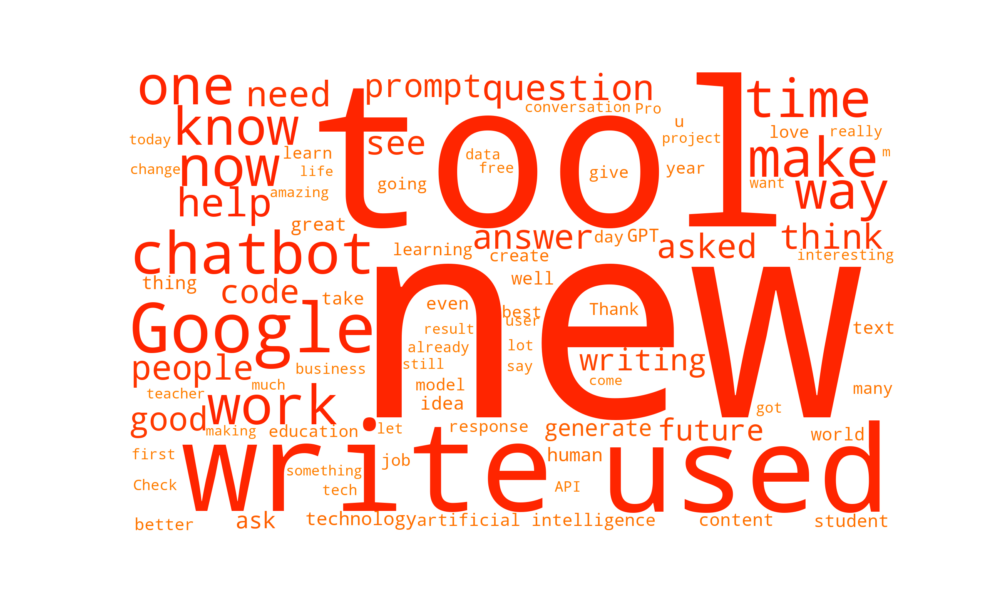 one need prompt question conversation Pro time
today know see u project love really
change now learn life data free give year make m
help amazing going want way
great
chatbot learning answer day GPT asked think
create interesting
thing code take well
Google even best user Thank text
people result already lot writing
business still say come
teacher much model idea many
good work got
making education let response generate future world
first write job human used
Check something tech API
better ask technology artificial intelligence content student
tool
new